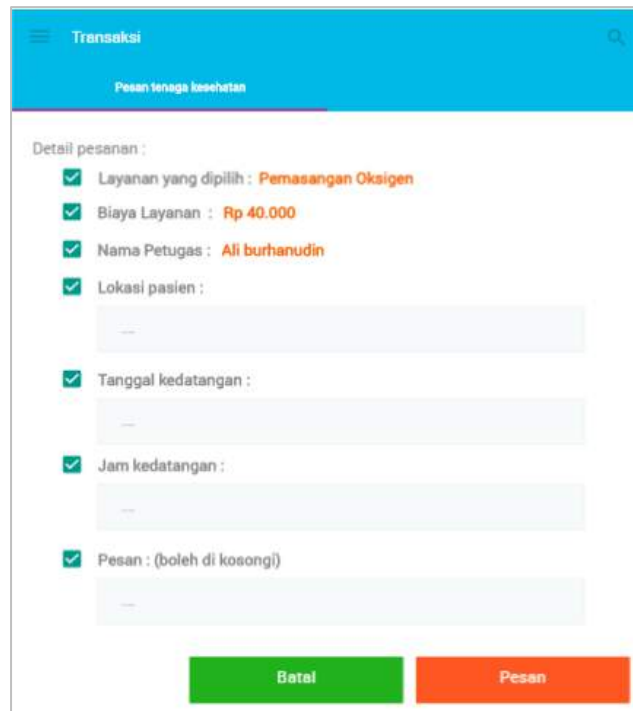 Transaksi
Pesan tenaga kesehatan
Detail pesanan :
Layanan yang dipilih : Pemasangan Oksigen
Biaya Layanan : Rp 40.000
Nama Petugas : Ali burhanudin
Lokasi pasien :
...
Tanggal kedatangan :
...
Jam kedatangan :
...
Pesan : (boleh di kosongi)
...
Batal
Pesan